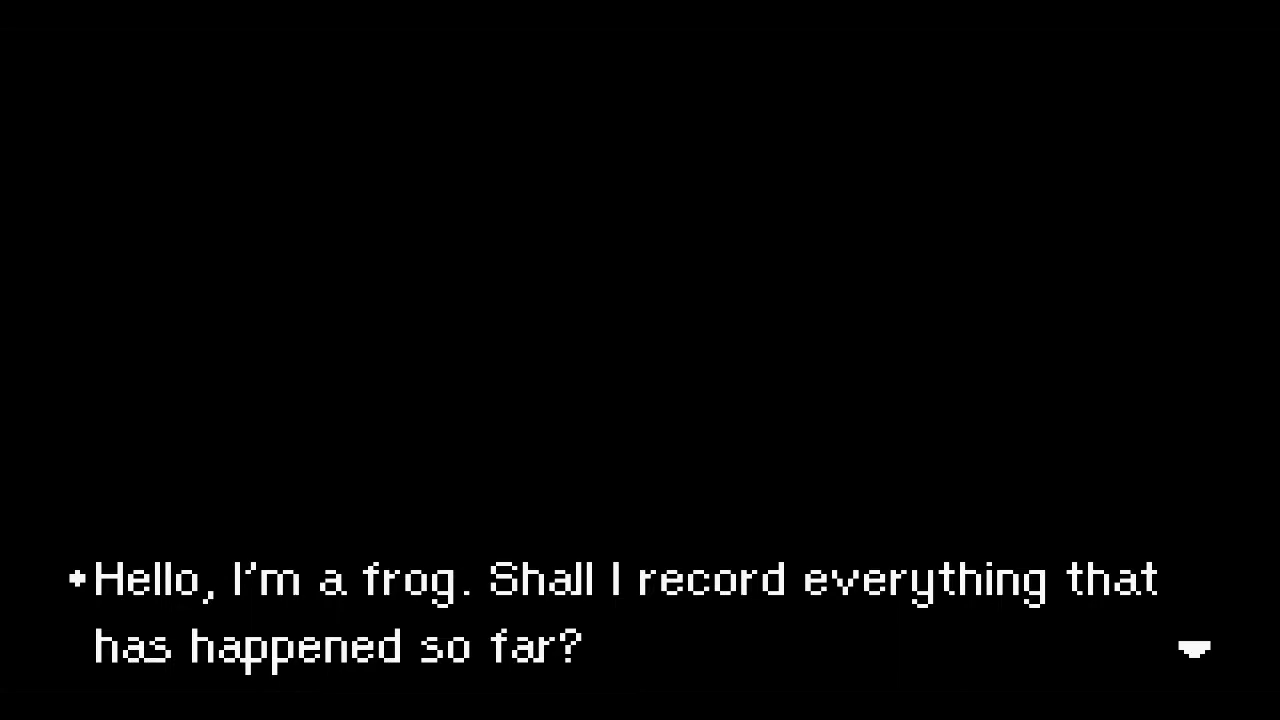 •Hello, I'm a frog. Shall I record everything that
has happened so far?